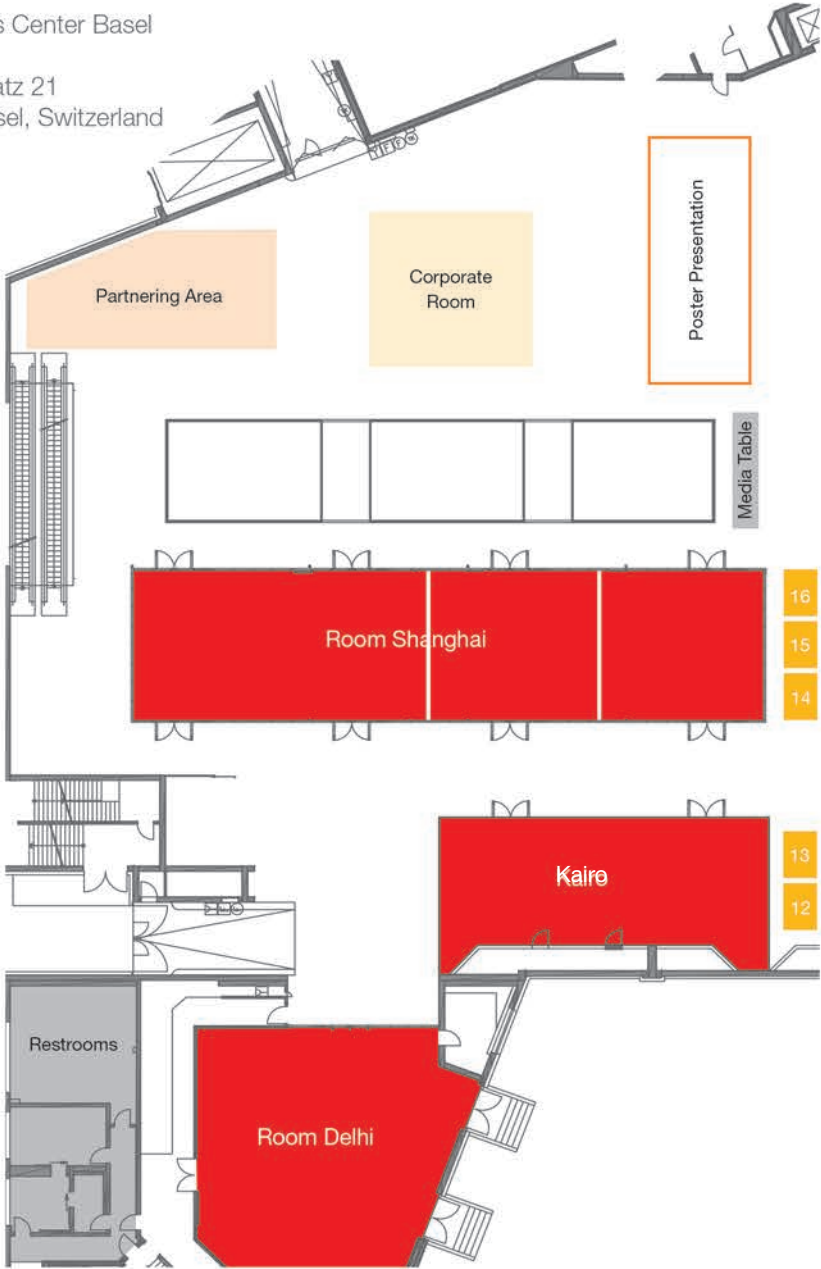 s Center Basel
atz 21
sel, Switzerland
Poster Presentation
Corporate
Room
Partnering Area
Media Table
16
Room Shanghai
15
14
13
Kairo
12
Restrooms
Room Delhi